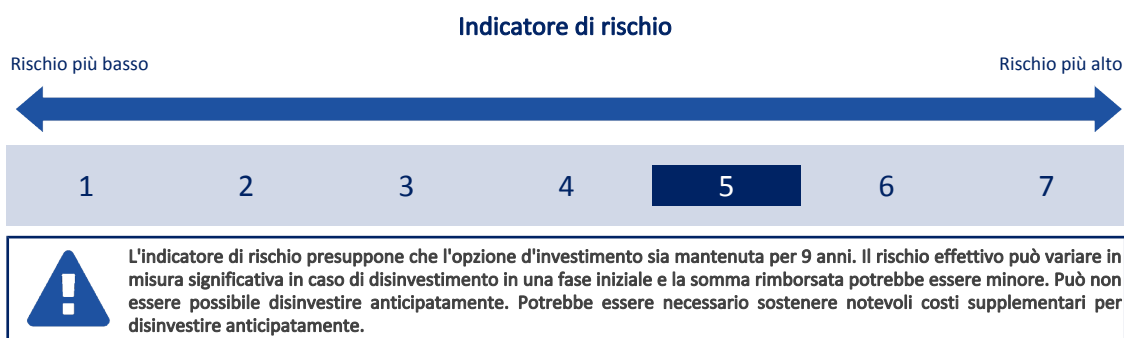 Indicatore di rischio
Rischio più basso
Rischio più alto
1 2 3 4 5 6 7
L'indicatore di rischio presuppone che l'opzione d'investimento sia mantenuta per 9 anni. Il rischio effettivo può variare in
misura significativa in caso di disinvestimento in una fase iniziale e la somma rimborsata potrebbe essere minore. Può non
essere possibile disinvestire anticipatamente. Potrebbe essere necessario sostenere notevoli costi supplementari per
disinvestire anticipatamente.